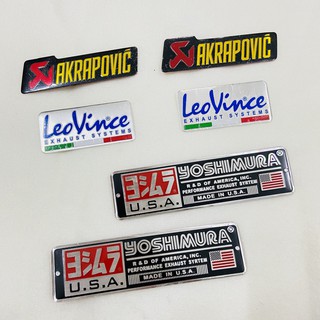 AKRAPOVIČ
AKRAPOVIČ
LeoVince
EXHAUST SYSTEMS
LeoVince
EXHAUST SYSTEMS
ヨシムラ
U.S.A.
YOSHIMURA®
R & D OF AMERICA, INC.
PERFORMANCE EXHAUST SYSTEM
MADE IN U.S.A.
ヨシムラ
U.S.A.
YOSHIMURA®
R & D OF AMERICA, INC.
PERFORMANCE EXHAUST SYSTEM
MADE IN U.S.A.